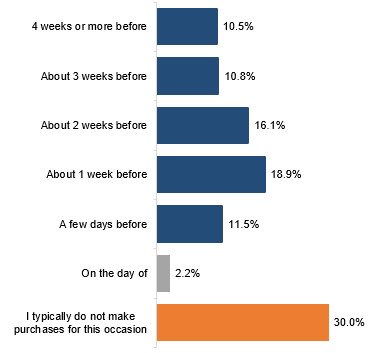 4 weeks or more before 10.5%
About 3 weeks before 10.8%
About 2 weeks before 16.1%
About 1 week before 18.9%
A few days before 11.5%
On the day of 2.2%
I typically do not make
purchases for this occasion 30.0%